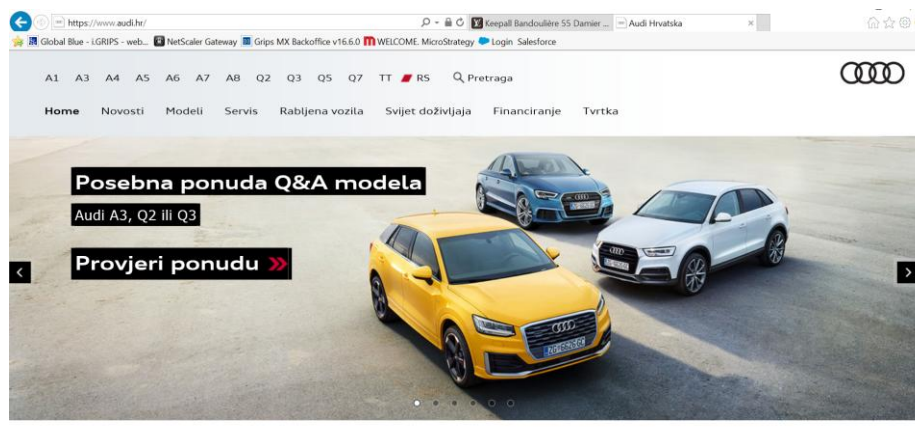 https://www.audi.hr/
Keepall Bandoulière 55 Damier ...
Audi Hrvatska
Global Blue - i.GRIPS - web...
NetScaler Gateway
Grips MX Backoffice v16.6.0
WELCOME. MicroStrategy
Login Salesforce
A1 A3 A4 A5 A6 A7 A8 Q2 Q3 Q5 Q7 TT RS Pretraga
Home Novosti Modeli Servis Rabljena vozila Svijet doživljaja Financiranje Tvrtka
Posebna ponuda Q&A modela
Audi A3, Q2 ili Q3
Provjeri ponudu